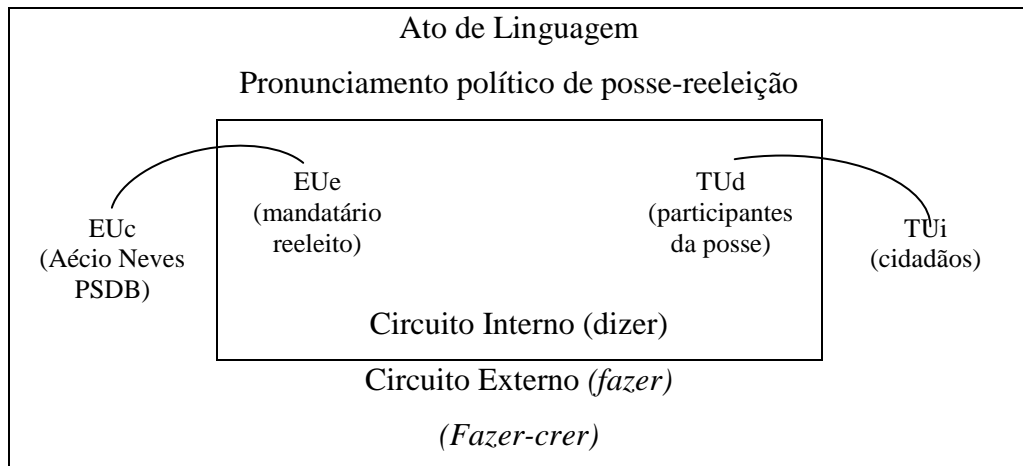 Ato de Linguagem
Pronunciamento político de posse-reeleição
EUe
(mandatário
reeleito)
TUd
(participantes
da posse)
EUc
(Aécio Neves
PSDB)
TUi
(cidadãos)
Circuito Interno (dizer)
Circuito Externo (fazer)
(Fazer-crer)